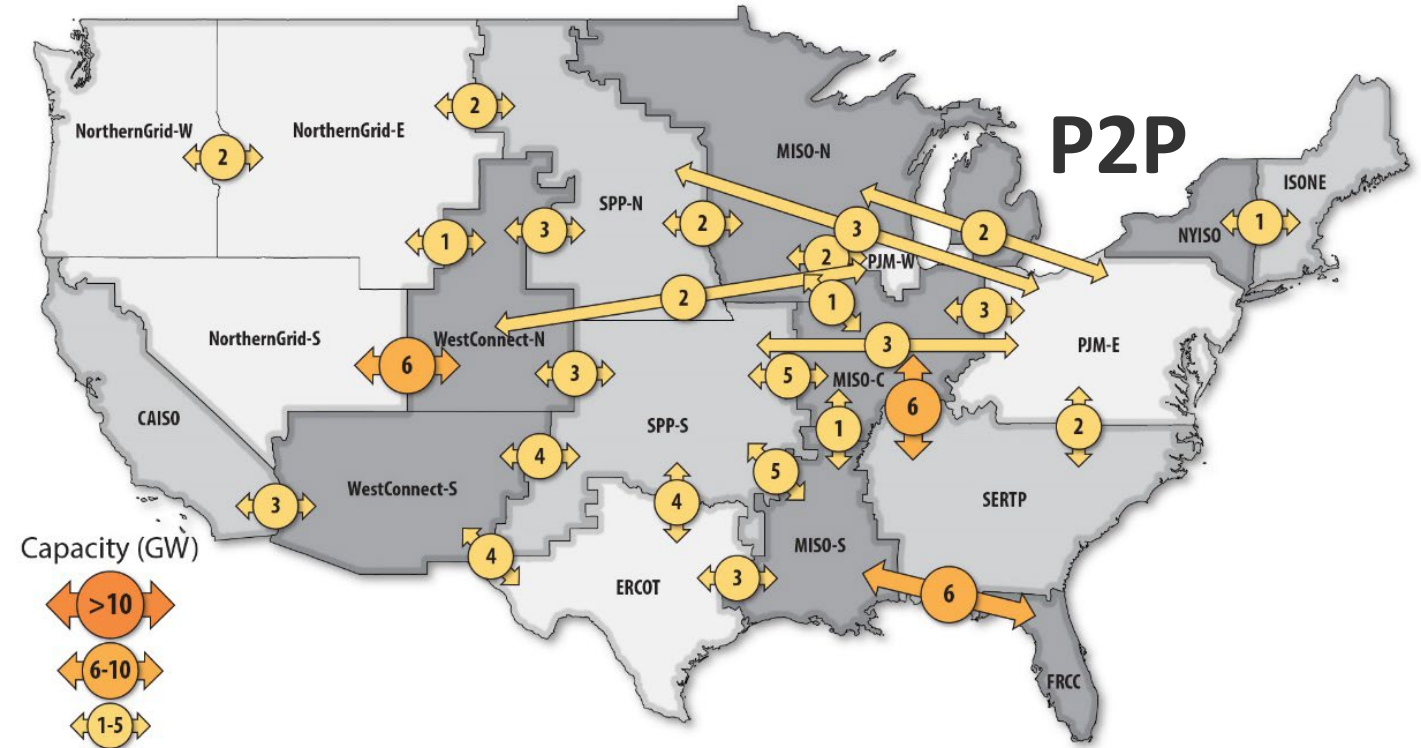 P2P
2
NorthernGrid-W
NorthernGrid-E
MISO-N
2
ISONE
SPP-N
1
2
3
2
NYISO
3
1
2
PJM-W
2
1
3
NorthernGrid-S
WestConnect-N
3
PJM-E
6
3
5
MISO-C
6
CAISO
SPP-S
1
2
4
5
WestConnect-S
4
SERTP
3
Capacity (GW)
4
MISO-S
3
ERCOT
6
>10
6-10
FRCC
1-5